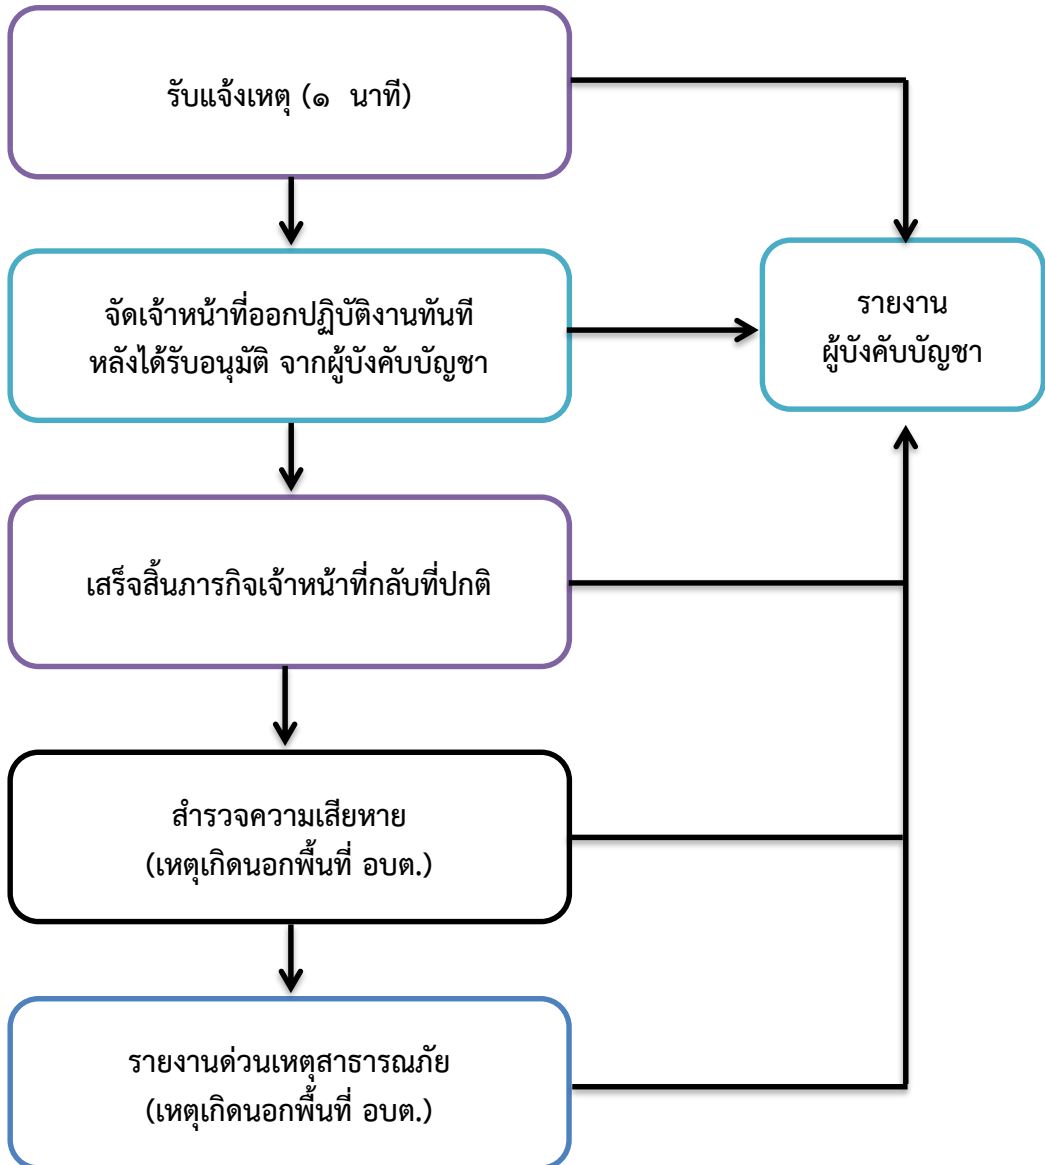 รับแจ้งเหตุ (๑ นาที)
จัดเจ้าหน้าที่ออกปฏิบัติงานทันที
หลังได้รับอนุมัติ จากผู้บังคับบัญชา
รายงาน
ผู้บังคับบัญชา
เสร็จสิ้นภารกิจเจ้าหน้าที่กลับที่ปกติ
สำรวจความเสียหาย
(เหตุเกิดนอกพื้นที่ อบต.)
รายงานด่วนเหตุสาธารณภัย
(เหตุเกิดนอกพื้นที่ อบต.)